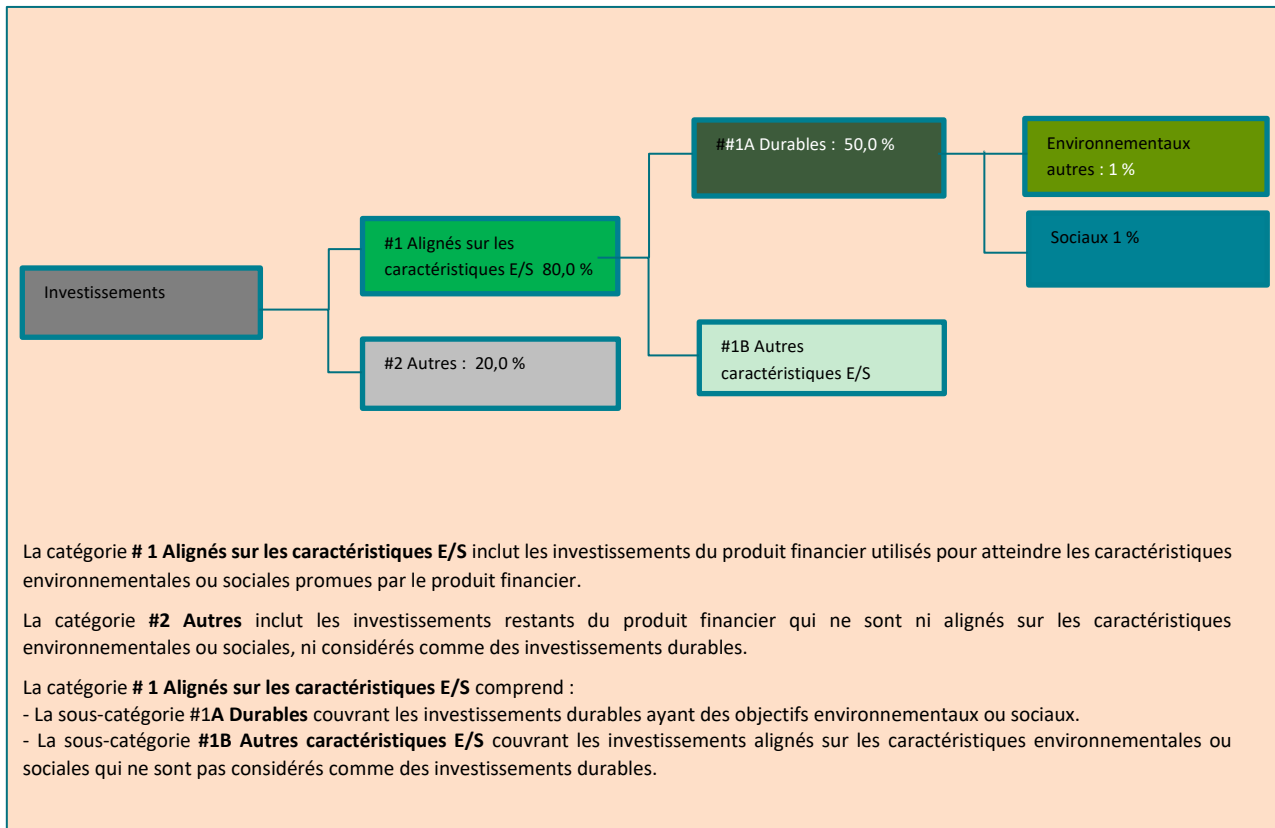 ##1A Durables : 50,0 %
Environnementaux
autres : 1 %
Sociaux 1 %
#1 Alignés sur les
caractéristiques E/S 80,0 %
Investissements
#2 Autres : 20,0 %
#1B Autres
caractéristiques E/S
La catégorie # 1 Alignés sur les caractéristiques E/S inclut les investissements du produit financier utilisés pour atteindre les caractéristiques
environnementales ou sociales promues par le produit financier.
La catégorie #2 Autres inclut les investissements restants du produit financier qui ne sont ni alignés sur les caractéristiques
environnementales ou sociales, ni considérés comme des investissements durables.
La catégorie # 1 Alignés sur les caractéristiques E/S comprend :
- La sous-catégorie #1A Durables couvrant les investissements durables ayant des objectifs environnementaux ou sociaux.
- La sous-catégorie #1B Autres caractéristiques E/S couvrant les investissements alignés sur les caractéristiques environnementales ou
sociales qui ne sont pas considérés comme des investissements durables.